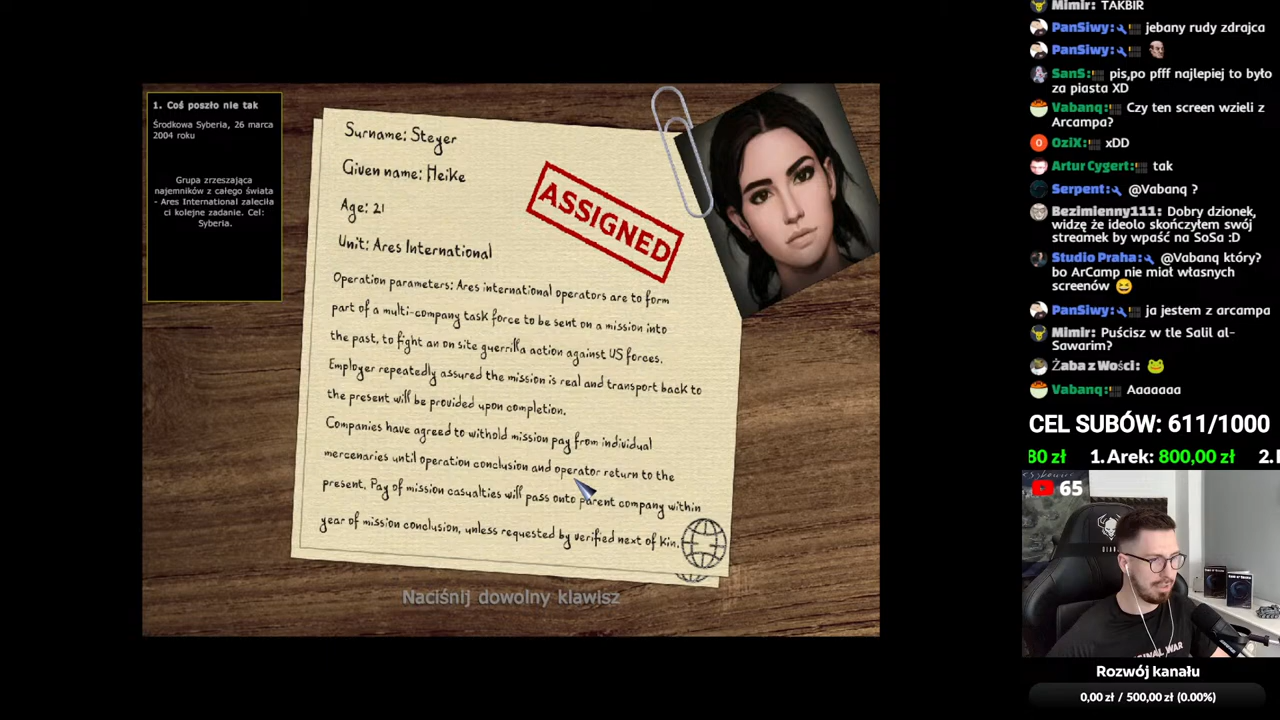 1. Coś poszło nie tak
Środkowa Syberia, 26 marca
2004 roku
Grupa zrzeszająca
najemników z całego świata
- Ares International zaleciła
ci kolejne zadanie. Cel:
Syberia.
Surname: Steyer
Given name: Heike
Age: 21
Unit: Ares International
ASSIGNED
Operation parameters: Ares international operators are to form
part of a multi-company task force to be sent on a mission into
the past, to fight an on site guerrilla action against US forces.
Employer repeatedly assured the mission is real and transport back to
the present will be provided upon completion.
Companies have agreed to withold mission pay from individual
mercenaries until operation conclusion and operator return to the
present. Pay of mission casualties will pass onto parent company within
year of mission conclusion, unless requested by verified next of kin.
Naciśnij dowolny klawisz
Mimir: TAKBIR
PanSiwy: jebany rudy zdrajca
PanSiwy:
SanS: pis,po pfff najlepiej to było
za piasta XD
Vabanq: Czy ten screen wzieli z
Arcampa?
OziX: xDD
Artur Cygert: tak
Serpent: @Vabanq ?
Bezimienny111: Dobry dzionek,
widzę że ideolo skończyłem swój
streamek by wpaść na SoSa :D
Studio Praha: @Vabanq który?
bo ArCamp nie miał własnych
screenów
PanSiwy: ja jestem z arcampa
Mimir: Puścisz w tle Salil al-
Sawarim?
Żaba z Wości:
Vabanq: Aaaaaaa
CEL SUBÓW: 611/1000
80 zł 1. Arek: 800,00 zł 2.
65
Rozwój kanału
0,00 zł / 500,00 zł (0.00%)